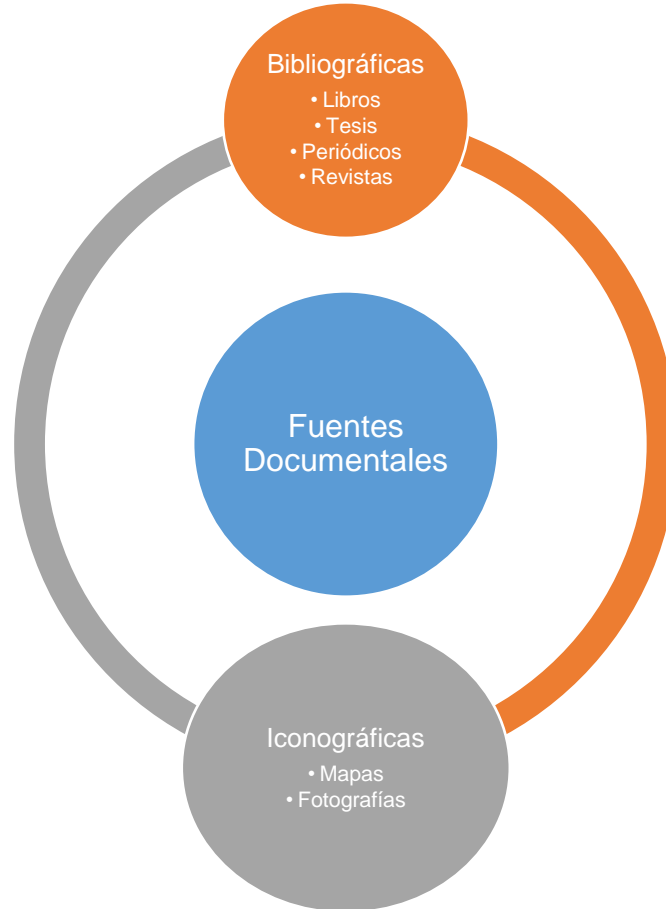 Bibliográficas
• Libros
• Tesis
• Periódicos
• Revistas
Fuentes
Documentales
Iconográficas
• Mapas
• Fotografías